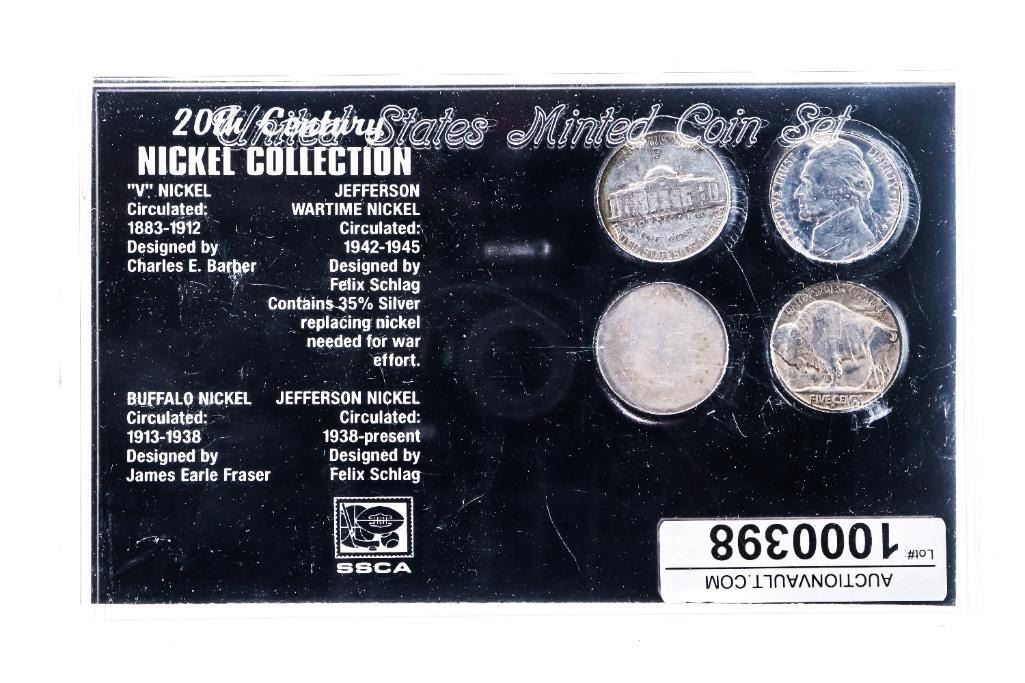 United States Minted Coin Set
20th Century
NICKEL COLLECTION
"V" NICKEL
Circulated:
1883-1912
Designed by
Charles E. Barber
JEFFERSON
WARTIME NICKEL
Circulated:
1942-1945
Designed by
Felix Schlag
Contains 35% Silver
replacing nickel
needed for war
effort.
BUFFALO NICKEL
Circulated:
1913-1938
Designed by
James Earle Fraser
JEFFERSON NICKEL
Circulated:
1938-present
Designed by
Felix Schlag
SSCA
S
LIBERTY
FIVE CENTS
AUCTIONVAULT.COM
Lot#: 1000398